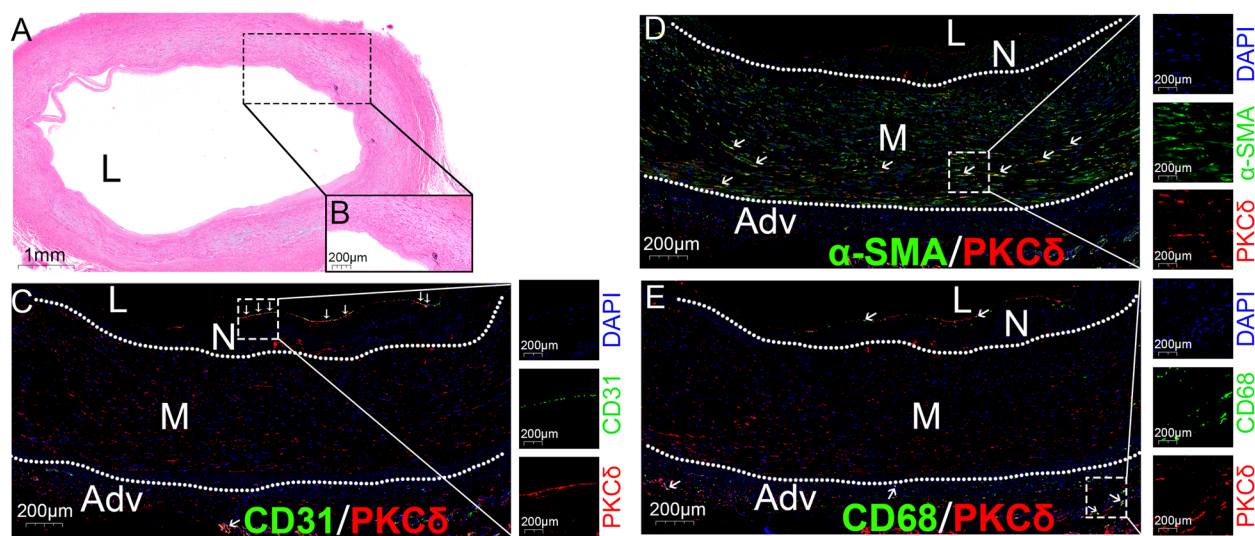 A
L
1mm
B
200μm
C
L
N
M
Adv
200μm
CD31/PKCδ
200μm
DAPI
200μm
CD31
200μm
PKCδ
D
L
N
M
Adv
200μm
α-SMA/PKCδ
200μm
DAPI
200μm
α-SMA
200μm
PKCδ
E
L
N
M
Adv
200μm
CD68/PKCδ
200μm
DAPI
200μm
CD68
200μm
PKCδ